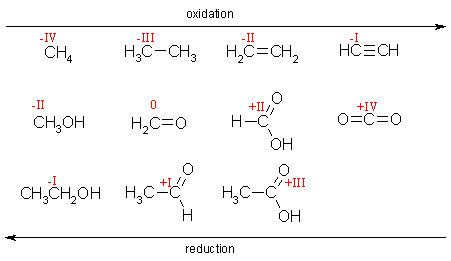 oxidation
-IV -III -II -I
CH₄ H₃C-CH₃ H₂C=CH₂ HC≡CH
-II 0 +II +IV
CH₃OH H₂C=O H-C O OH O=C=O
-I +I +III
CH₃CH₂OH H₃C-C O H H₃C-C O OH
reduction